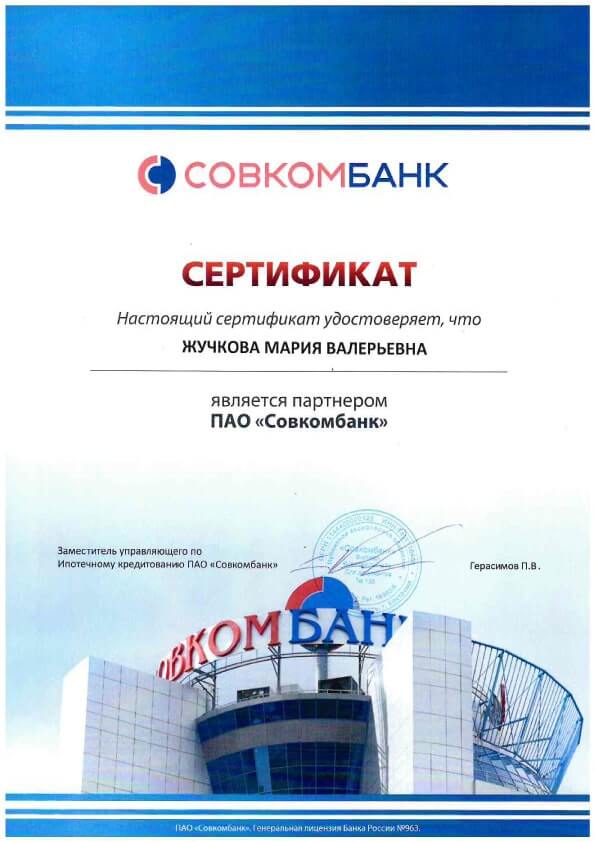 СОВКОМБАНК
СЕРТИФИКАТ
Настоящий сертификат удостоверяет, что
ЖУЧКОВА МАРИЯ ВАЛЕРЬЕВНА
является партнером
ПАО «Совкомбанк»
«Совкомбанк»
Заместитель управляющего по
Ипотечному кредитованию ПАО «Совкомбанк»
Герасимов П.В.
ОВКОМБАНК
ПАО «Совкомбанк». Генеральная лицензия Банка России №963.